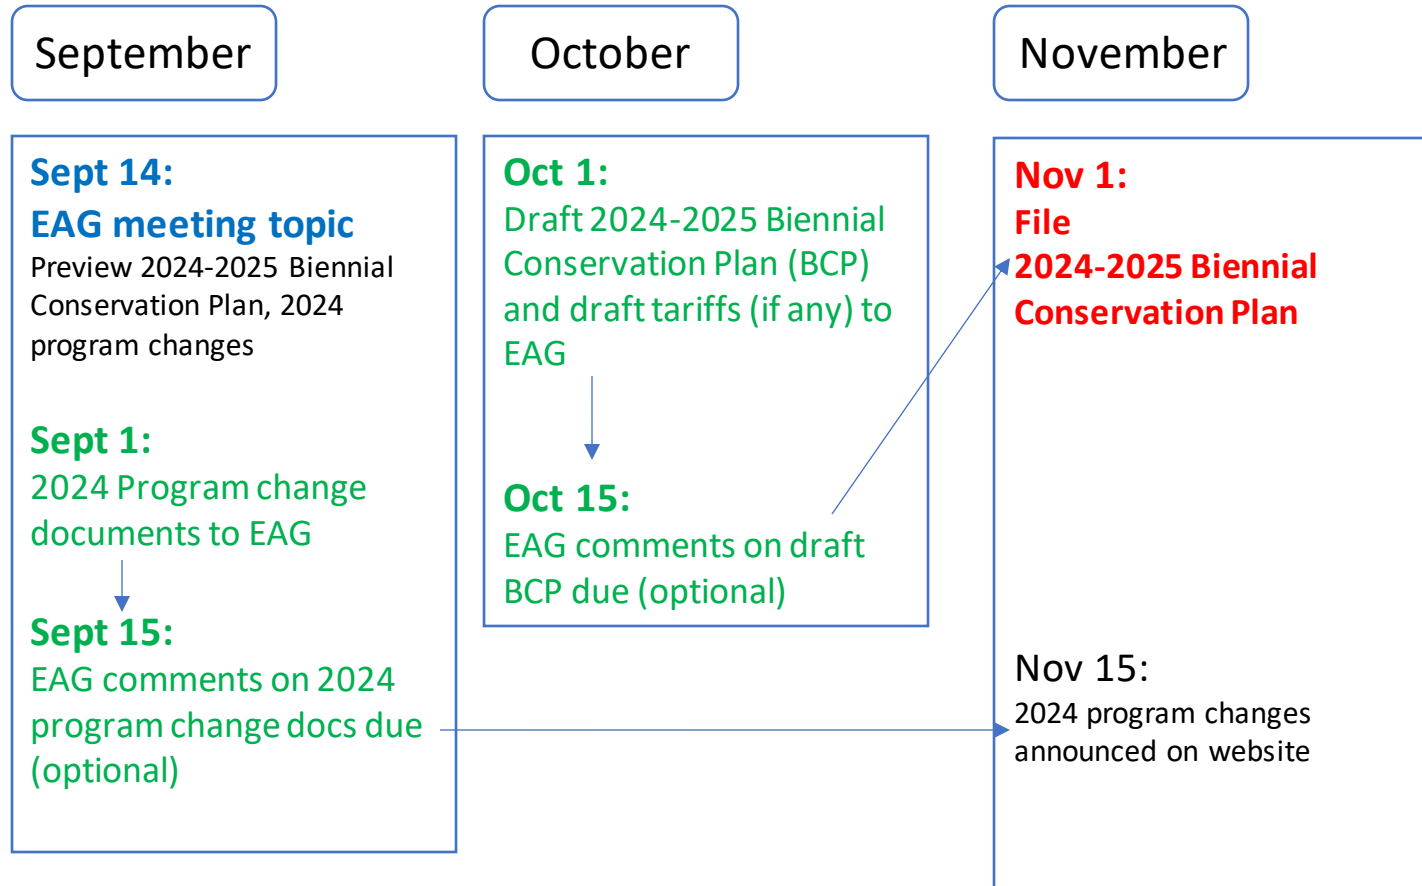 September
Sept 14:
EAG meeting topic
Preview 2024-2025 Biennial
Conservation Plan, 2024
program changes
Sept 1:
2024 Program change
documents to EAG
Sept 15:
EAG comments on 2024
program change docs due
(optional)
October
Oct 1:
Draft 2024-2025 Biennial
Conservation Plan (BCP)
and draft tariffs (if any) to
EAG
Oct 15:
EAG comments on draft
BCP due (optional)
November
Nov 1:
File
2024-2025 Biennial
Conservation Plan
Nov 15:
2024 program changes
announced on website